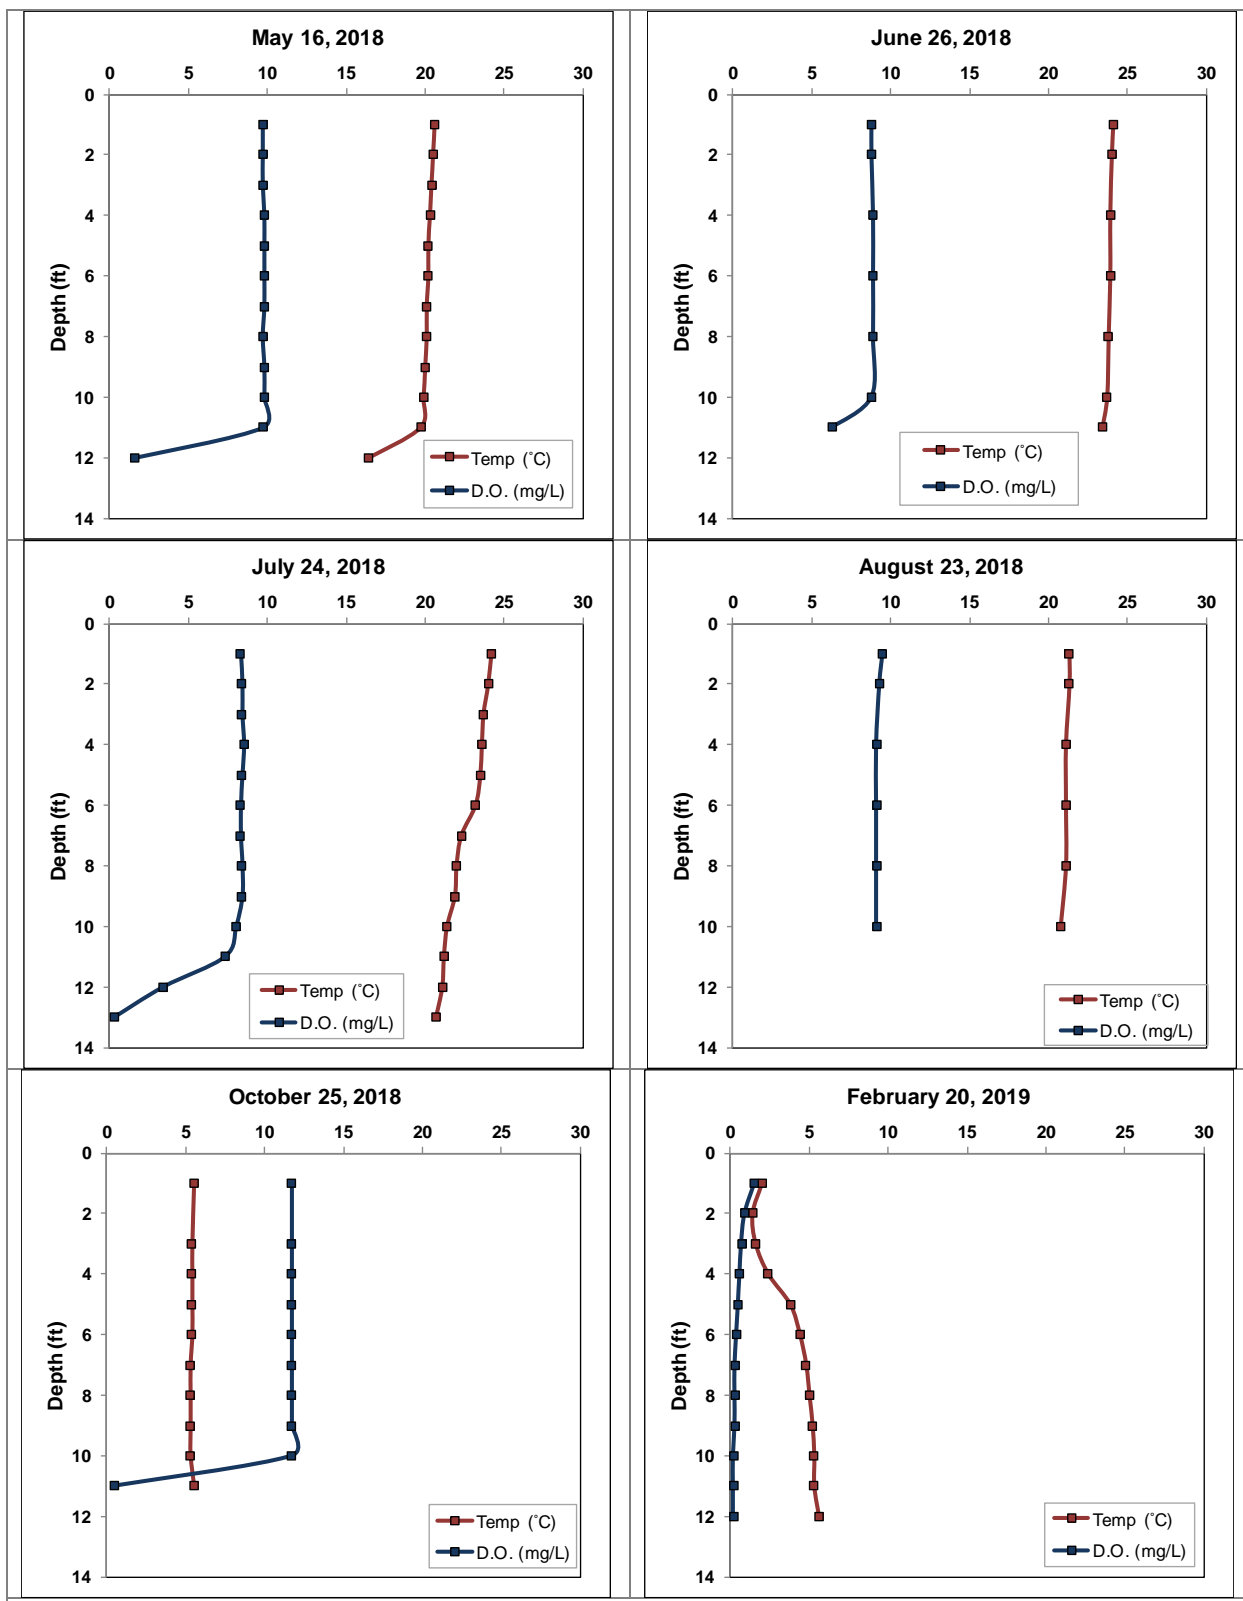 May 16, 2018
0 5 10 15 20 25 30
0
2
4
6
8
10
12
14
Depth (ft)
Temp (°C)
D.O. (mg/L)
June 26, 2018
0 5 10 15 20 25 30
0
2
4
6
8
10
12
14
Depth (ft)
Temp (°C)
D.O. (mg/L)
July 24, 2018
0 5 10 15 20 25 30
0
2
4
6
8
10
12
14
Depth (ft)
Temp (°C)
D.O. (mg/L)
August 23, 2018
0 5 10 15 20 25 30
0
2
4
6
8
10
12
14
Depth (ft)
Temp (°C)
D.O. (mg/L)
October 25, 2018
0 5 10 15 20 25 30
0
2
4
6
8
10
12
14
Depth (ft)
Temp (°C)
D.O. (mg/L)
February 20, 2019
0 5 10 15 20 25 30
0
2
4
6
8
10
12
14
Depth (ft)
Temp (°C)
D.O. (mg/L)